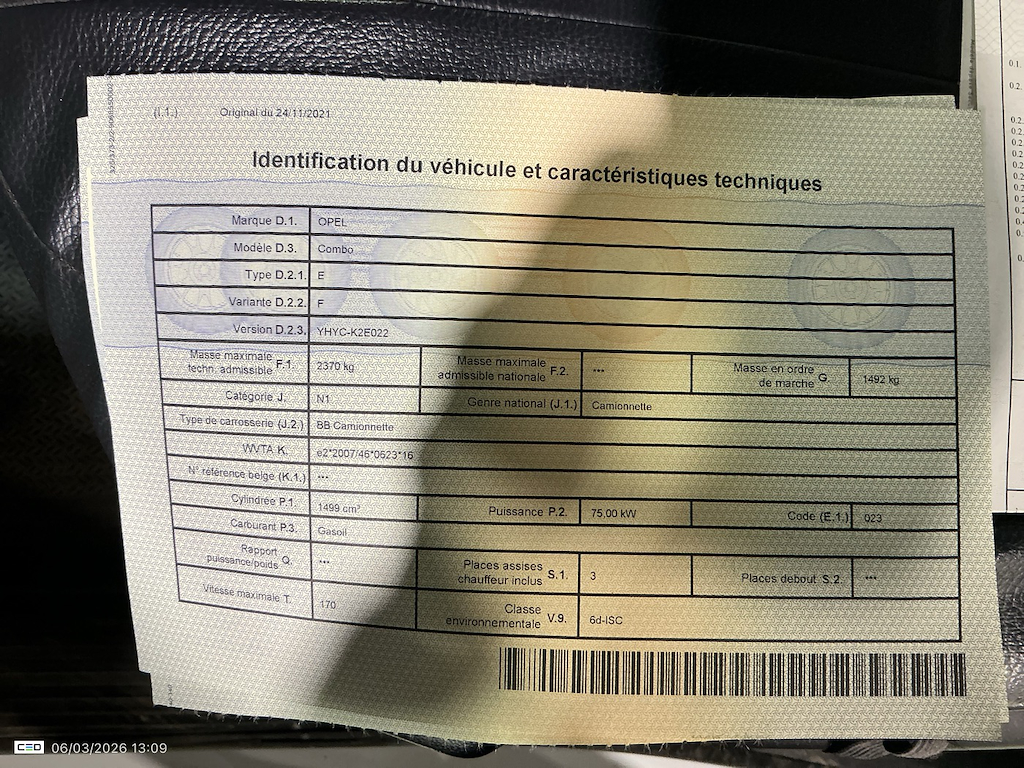 (I.1.) Original du 24/11/2021
Identification du véhicule et caractéristiques techniques
Marque D.1. OPEL
Modèle D.3. Combo
Type D.2.1. E
Variante D.2.2. F
Version D.2.3. YHYC-K2E022
Masse maximale techn. admissible F.1. 2370 kg Masse maximale admissible nationale F.2. *** Masse en ordre de marche G. 1492 kg
Catégorie J. N1 Genre national (J.1.) Camionnette
Type de carrosserie (J.2.) BB Camionnette
WVTA K. e2*2007/46*0623*16
N° référence belge (K.1.) ***
Cylindrée P.1. 1499 cm³ Puissance P.2. 75,00 kW Code (E.1.) 023
Carburant P.3. Gasoil
Rapport puissance/poids Q. *** Places assises chauffeur inclus S.1. 3 Places debout S.2. ***
Vitesse maximale T. 170 Classe environnementale V.9. 6d-ISC
0.1.
0.2.
CEO 06/03/2026 13:09